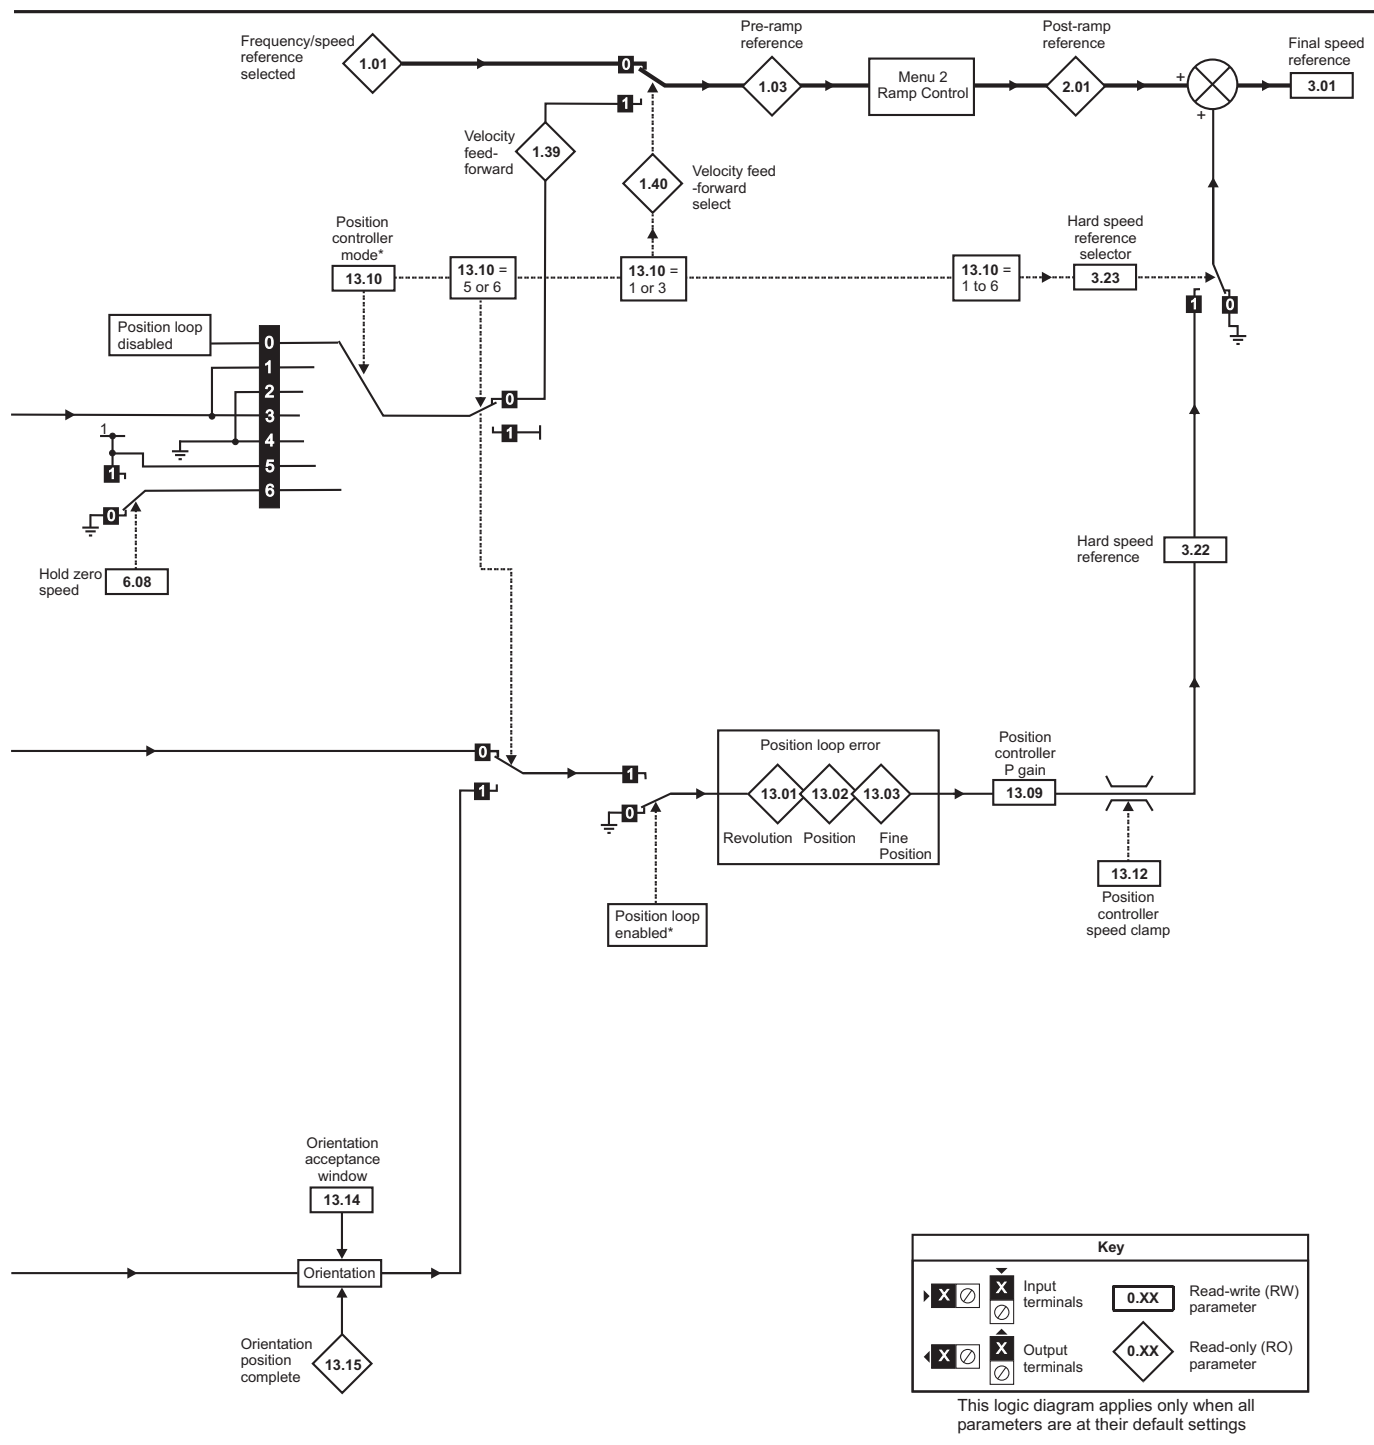 Frequency/speed
reference
selected
1.01
0
1
Pre-ramp
reference
1.03
Menu 2
Ramp Control
Post-ramp
reference
2.01
+
+
Final speed
reference
3.01
Velocity
feed-
forward
1.39
1.40
Velocity feed
-forward
select
Position
controller
mode*
13.10
13.10 =
5 or 6
13.10 =
1 or 3
13.10 =
1 to 6
Hard speed
reference
selector
3.23
1
0
Position loop
disabled
0
1
2
3
4
5
6
0
1
1
1
0
Hold zero
speed
6.08
Hard speed
reference
3.22
0
1
1
0
Position loop error
13.01
13.02
13.03
Revolution
Position
Fine
Position
Position
controller
P gain
13.09
13.12
Position
controller
speed clamp
Position loop
enabled*
Orientation
acceptance
window
13.14
Orientation
Orientation
position
complete
13.15
Key
X
X
Input
terminals
0.XX
Read-write (RW)
parameter
X
X
Output
terminals
0.XX
Read-only (RO)
parameter
This logic diagram applies only when all
parameters are at their default settings